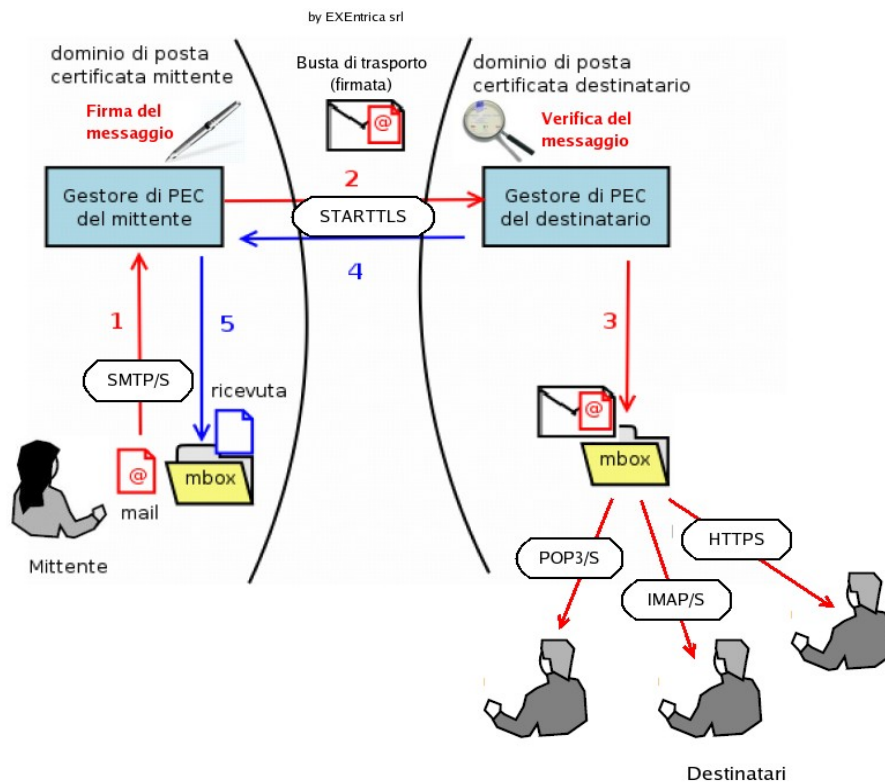 by EXEntrica srl
dominio di posta
certificata mittente
Busta di trasporto
(firmata)
dominio di posta
certificata destinatario
Firma del
messaggio
@
Verifica del
messaggio
Gestore di PEC
del mittente
2
STARTTLS
4
Gestore di PEC
del destinatario
1
5
3
SMTP/S
ricevuta
@
@
mbox
mail
mbox
Mittente
POP3/S
HTTPS
IMAP/S
Destinatari